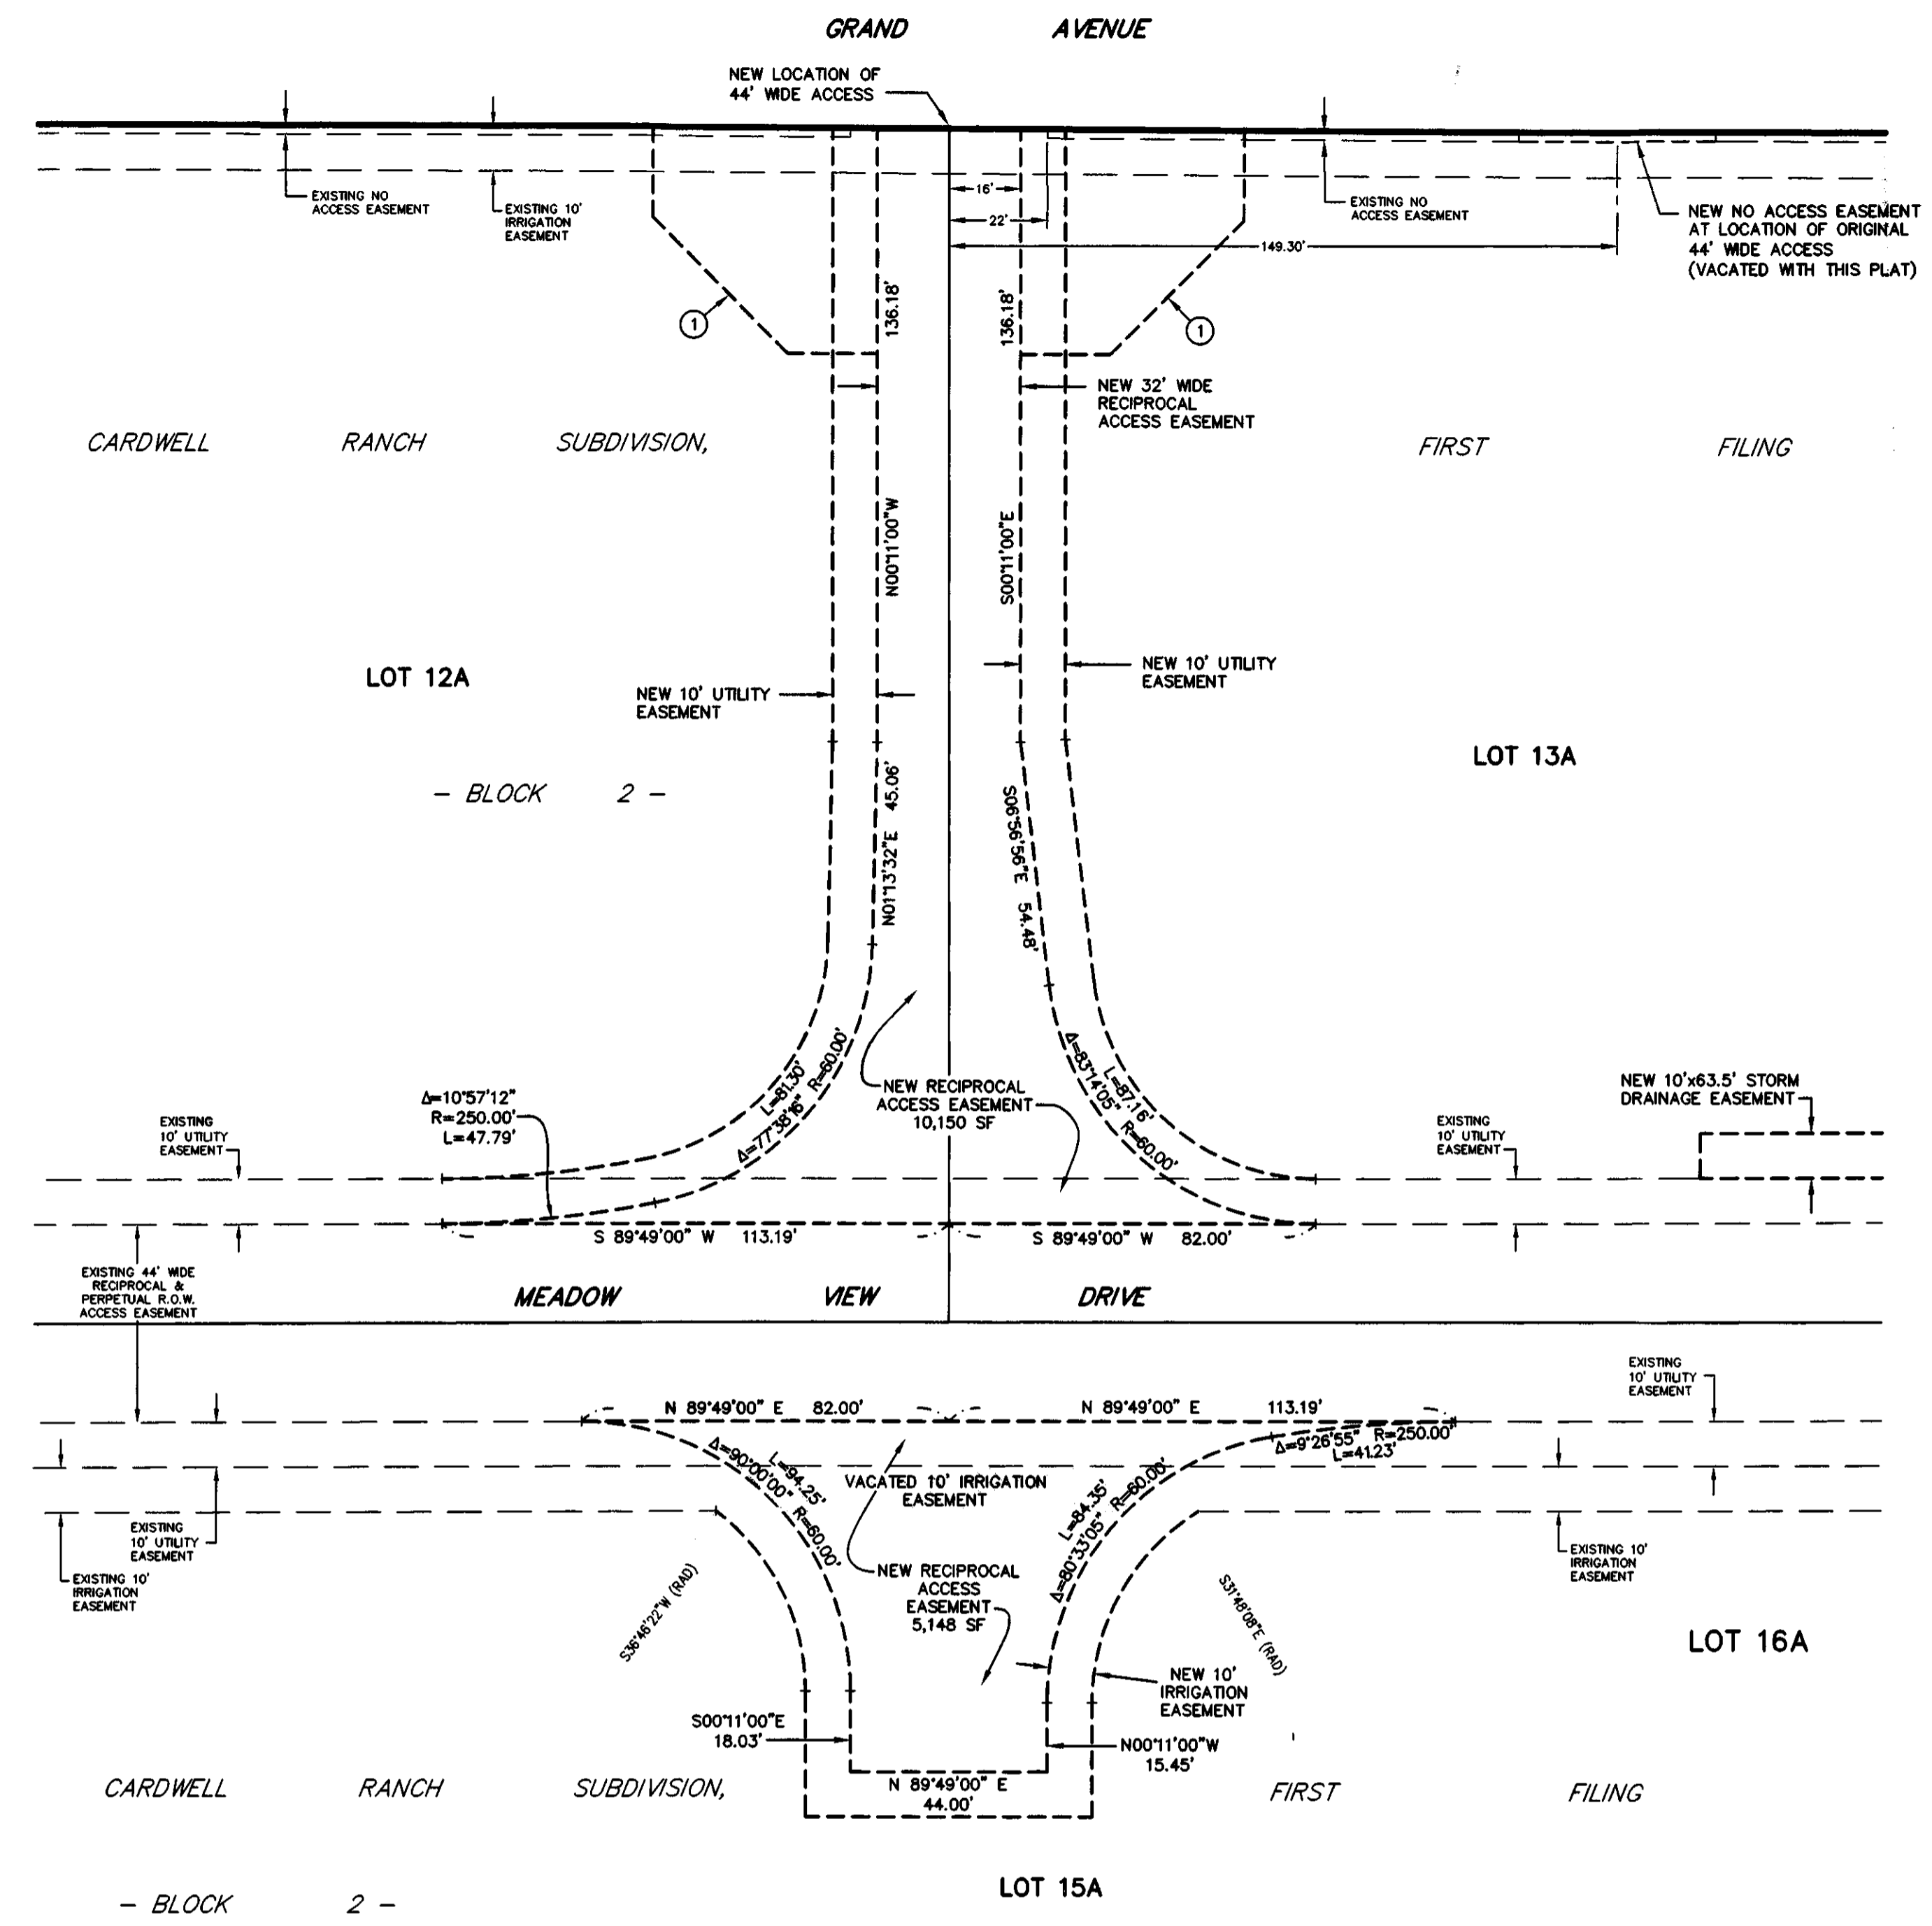 GRAND AVENUE
NEW LOCATION OF
44' WIDE ACCESS
EXISTING NO
ACCESS EASEMENT
EXISTING 10'
IRRIGATION
EASEMENT
16'
22'
149.30'
EXISTING NO
ACCESS EASEMENT
NEW NO ACCESS EASEMENT
AT LOCATION OF ORIGINAL
44' WIDE ACCESS
(VACATED WITH THIS PLAT)
1
136.18'
136.18'
1
NEW 32' WIDE
RECIPROCAL
ACCESS EASEMENT
CARDWELL RANCH SUBDIVISION, FIRST FILING
N00°11'00"W
S00°11'00"E
LOT 12A
NEW 10' UTILITY
EASEMENT
NEW 10' UTILITY
EASEMENT
LOT 13A
- BLOCK 2 -
N01°13'32"E 45.06'
S06°56'56"E 54.48'
L=81.30'
Δ=77°38'16" R=60.00'
Δ=83°14'05" R=60.00'
L=87.16'
NEW RECIPROCAL
ACCESS EASEMENT
10,150 SF
Δ=10°57'12"
R=250.00'
L=47.79'
EXISTING
10' UTILITY
EASEMENT
EXISTING
10' UTILITY
EASEMENT
NEW 10'x63.5' STORM
DRAINAGE EASEMENT
S 89°49'00" W 113.19'
S 89°49'00" W 82.00'
EXISTING 44' WIDE
RECIPROCAL &
PERPETUAL R.O.W.
ACCESS EASEMENT
MEADOW VIEW DRIVE
EXISTING
10' UTILITY
EASEMENT
N 89°49'00" E 82.00'
N 89°49'00" E 113.19'
Δ=9°26'55" R=250.00'
L=41.23'
L=94.25'
Δ=90°00'00" R=60.00'
VACATED 10' IRRIGATION
EASEMENT
L=84.35'
Δ=80°33'05" R=60.00'
EXISTING
10' UTILITY
EASEMENT
EXISTING 10'
IRRIGATION
EASEMENT
EXISTING 10'
IRRIGATION
EASEMENT
S36°46'22"W (RAD)
NEW RECIPROCAL
ACCESS
EASEMENT
5,148 SF
S31°48'08"E (RAD)
LOT 16A
NEW 10'
IRRIGATION
EASEMENT
S00°11'00"E
18.03'
N00°11'00"W
15.45'
N 89°49'00" E
44.00'
CARDWELL RANCH SUBDIVISION, FIRST FILING
LOT 15A
- BLOCK 2 -